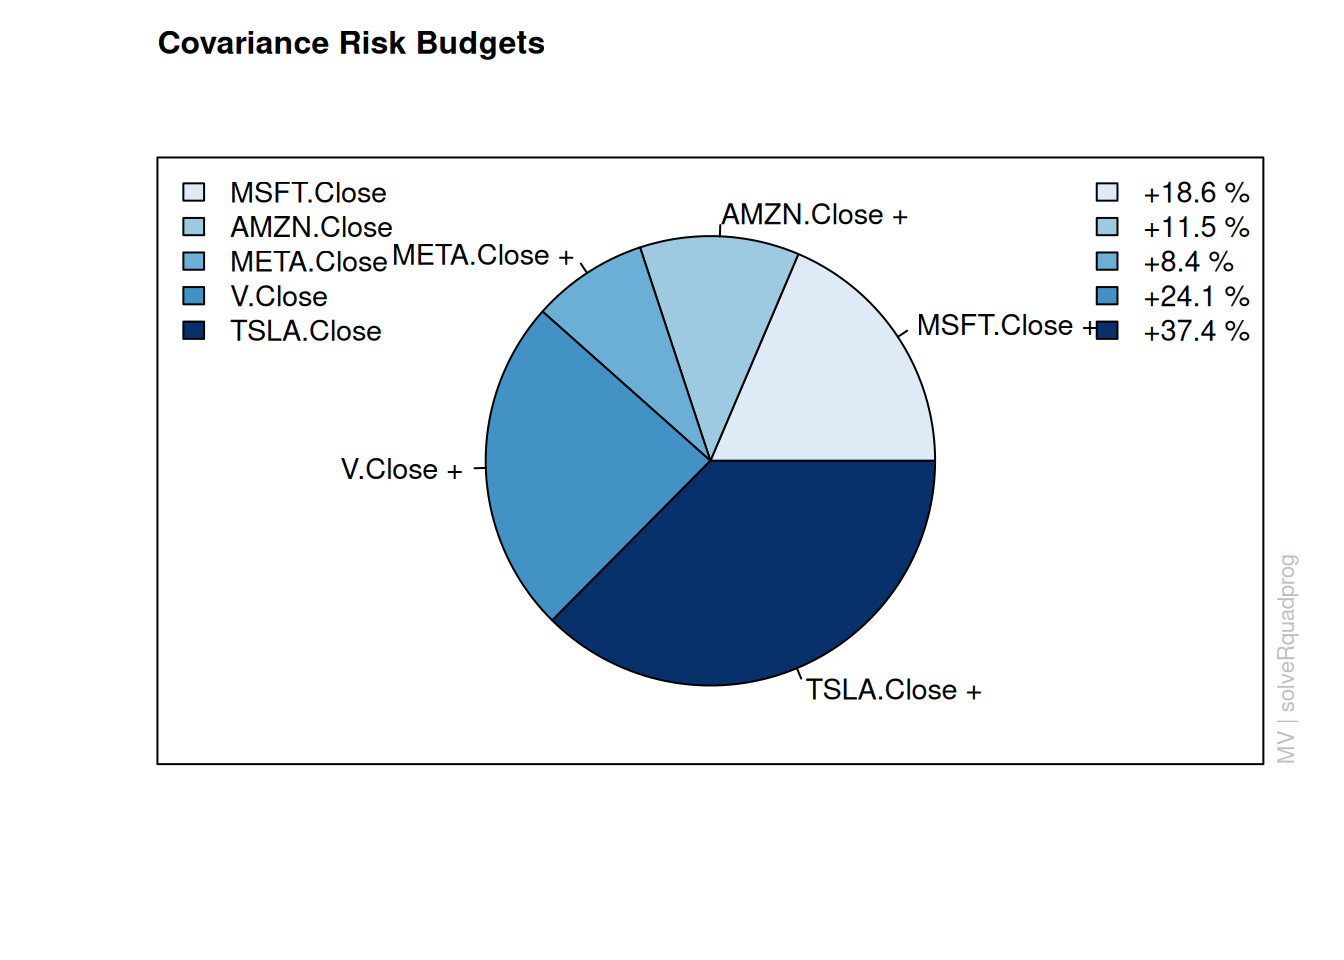 Covariance Risk Budgets
MSFT.Close
AMZN.Close
META.Close
V.Close
TSLA.Close
+18.6 %
+11.5 %
+8.4 %
+24.1 %
+37.4 %
AMZN.Close +
META.Close +
MSFT.Close +
V.Close +
TSLA.Close +
MV | solveRquadprog